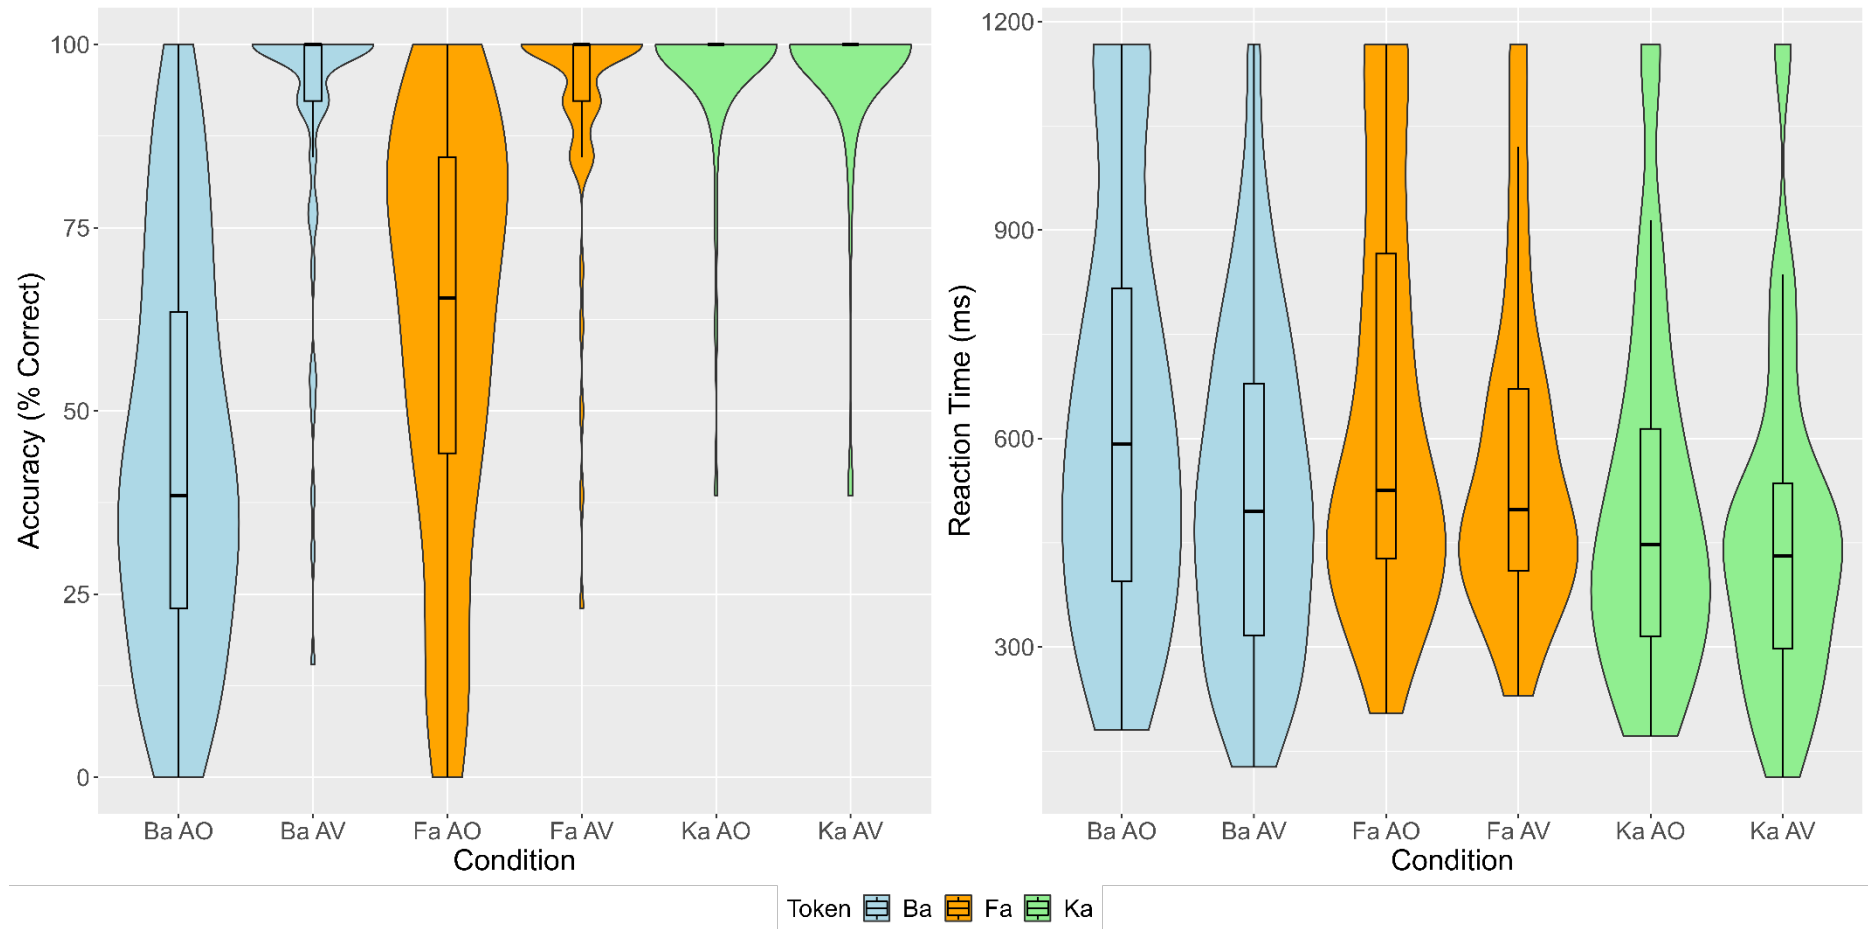 100
75
50
25
0
Accuracy (% Correct)
Ba AO Ba AV Fa AO Fa AV Ka AO Ka AV
Condition
1200
900
600
300
Reaction Time (ms)
Ba AO Ba AV Fa AO Fa AV Ka AO Ka AV
Condition
Token Ba Fa Ka